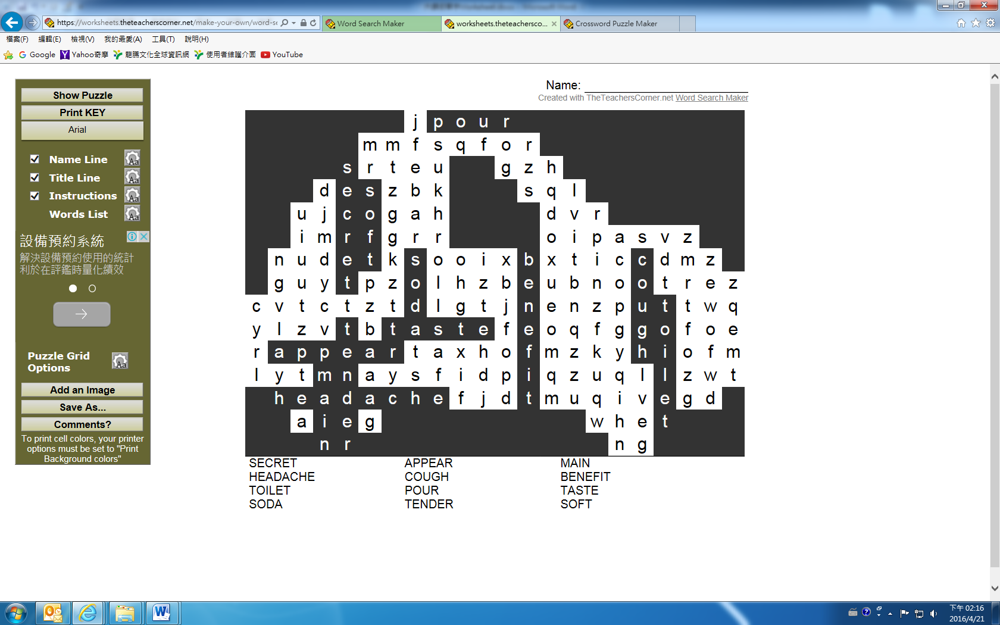 https://worksheets.theteacherscorner.net/make-your-own/word-se
Word Search Maker
worksheets.theteachersco...
Crossword Puzzle Maker
檔案(F) 編輯(E) 檢視(V) 我的最愛(A) 工具(T) 說明(H)
Google Yahoo奇摩 龍騰文化全球資訊網 使用者維護介面 YouTube
Show Puzzle
Print KEY
Arial
Name Line
Title Line
Instructions
Words List
設備預約系統
解決設備預約使用的統計
利於在評鑑時量化績效
Puzzle Grid
Options
Add an Image
Save As...
Comments?
To print cell colors, your printer
options must be set to "Print
Background colors"
Name:
Created with TheTeachersCorner.net Word Search Maker
j p o u r
m m f s q f o r
s r t e u g z h
d e s z b k s q l
u j c o g a h d v r
i m r f g r r o i p a s v z
n u d e t k s o o i x b x t i c c d m z
g u y t p z o l h z b e u b n o o t r e z
c v t c t z t d l g t j n e n z p u t t w q
y l z v t b t a s t e f e o q f g g o f o e
r a p p e a r t a x h o f m z k y h i o f m
l y t m n a y s f i d p i q z u q l l z w t
h e a d a c h e f j d t m u q i v e g d
a i e g w h e t
n r n g
SECRET APPEAR MAIN
HEADACHE COUGH BENEFIT
TOILET POUR TASTE
SODA TENDER SOFT
下午 02:16
2016/4/21